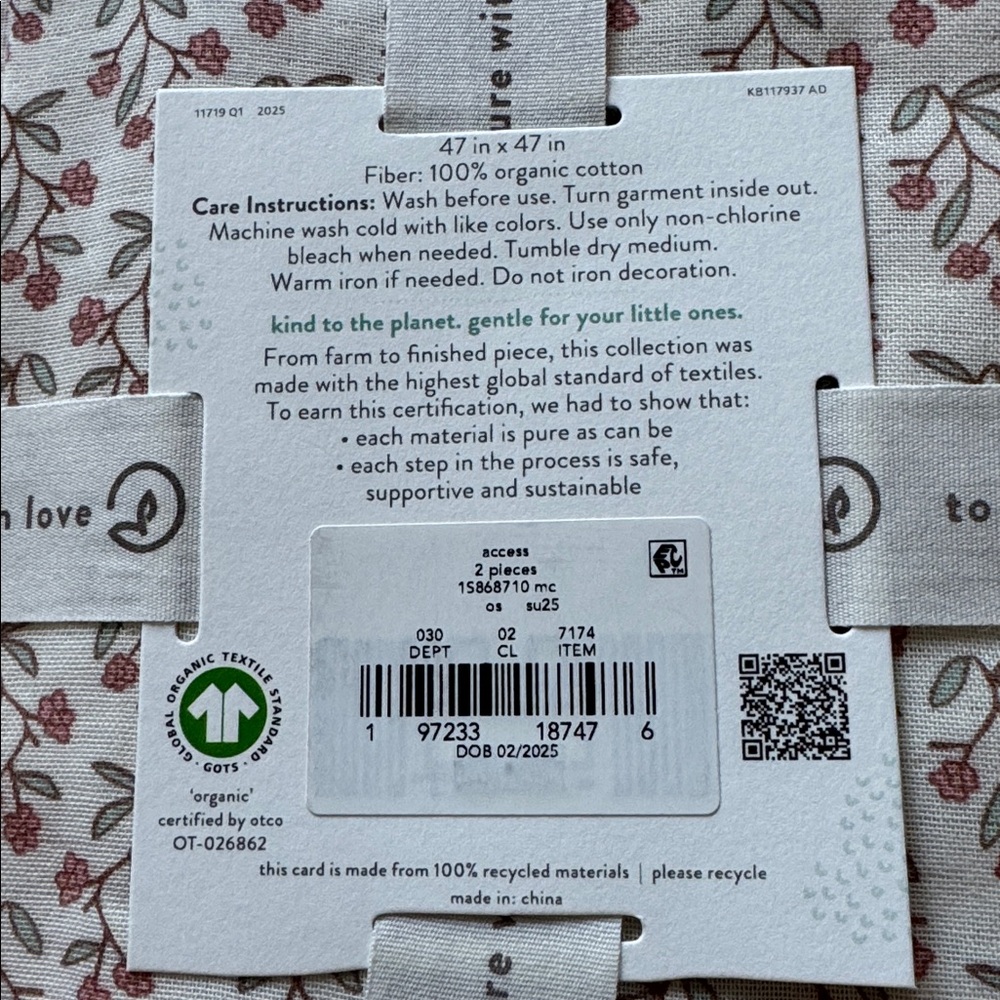 ure wit
11719 Q1 2025
KB117937 AD
47 in x 47 in
Fiber: 100% organic cotton
Care Instructions: Wash before use. Turn garment inside out.
Machine wash cold with like colors. Use only non-chlorine
bleach when needed. Tumble dry medium.
Warm iron if needed. Do not iron decoration.
kind to the planet. gentle for your little ones.
From farm to finished piece, this collection was
made with the highest global standard of textiles.
To earn this certification, we had to show that:
• each material is pure as can be
• each step in the process is safe,
supportive and sustainable
h love
to
access
2 pieces
1S868710 mc
os su25
030 02 7174
DEPT CL ITEM
1 97233 18747 6
DOB 02/2025
GLOBAL ORGANIC TEXTILE STANDARD · GOTS ·
'organic'
certified by otco
OT-026862
this card is made from 100% recycled materials | please recycle
made in: china
re